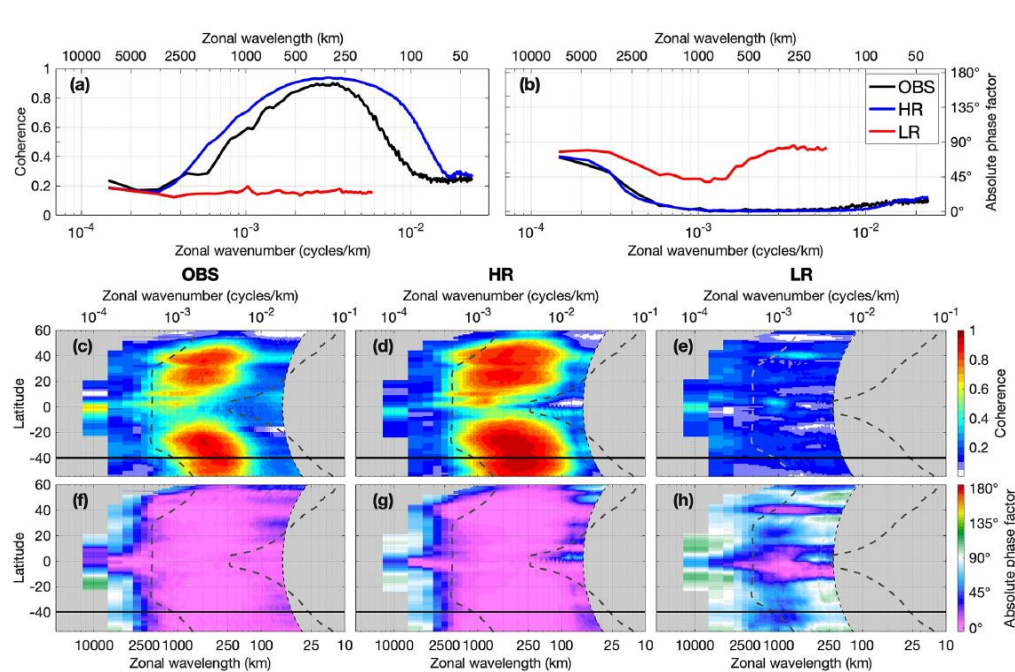 Zonal wavelength (km)
10000 5000 2500 1000 500 250 100 50
(a)
Coherence
1
0.8
0.6
0.4
0.2
0
10⁻⁴ 10⁻³ 10⁻²
Zonal wavenumber (cycles/km)
Zonal wavelength (km)
10000 5000 2500 1000 500 250 100 50
(b)
OBS
HR
LR
180°
135°
90°
45°
0°
Absolute phase factor
10⁻⁴ 10⁻³ 10⁻²
Zonal wavenumber (cycles/km)
OBS HR LR
Zonal wavenumber (cycles/km) Zonal wavenumber (cycles/km) Zonal wavenumber (cycles/km)
10⁻⁴ 10⁻³ 10⁻² 10⁻¹ 10⁻⁴ 10⁻³ 10⁻² 10⁻¹ 10⁻⁴ 10⁻³ 10⁻² 10⁻¹
(c) (d) (e)
Latitude
60
40
20
0
-20
-40
1
0.8
0.6
0.4
0.2
Coherence
(f) (g) (h)
Latitude
60
40
20
0
-20
-40
180°
135°
90°
45°
0°
Absolute phase factor
10000 2500 1000 500 250 100 50 25 10 10000 2500 1000 500 250 100 50 25 10 10000 2500 1000 500 250 100 50 25 10
Zonal wavelength (km) Zonal wavelength (km) Zonal wavelength (km)